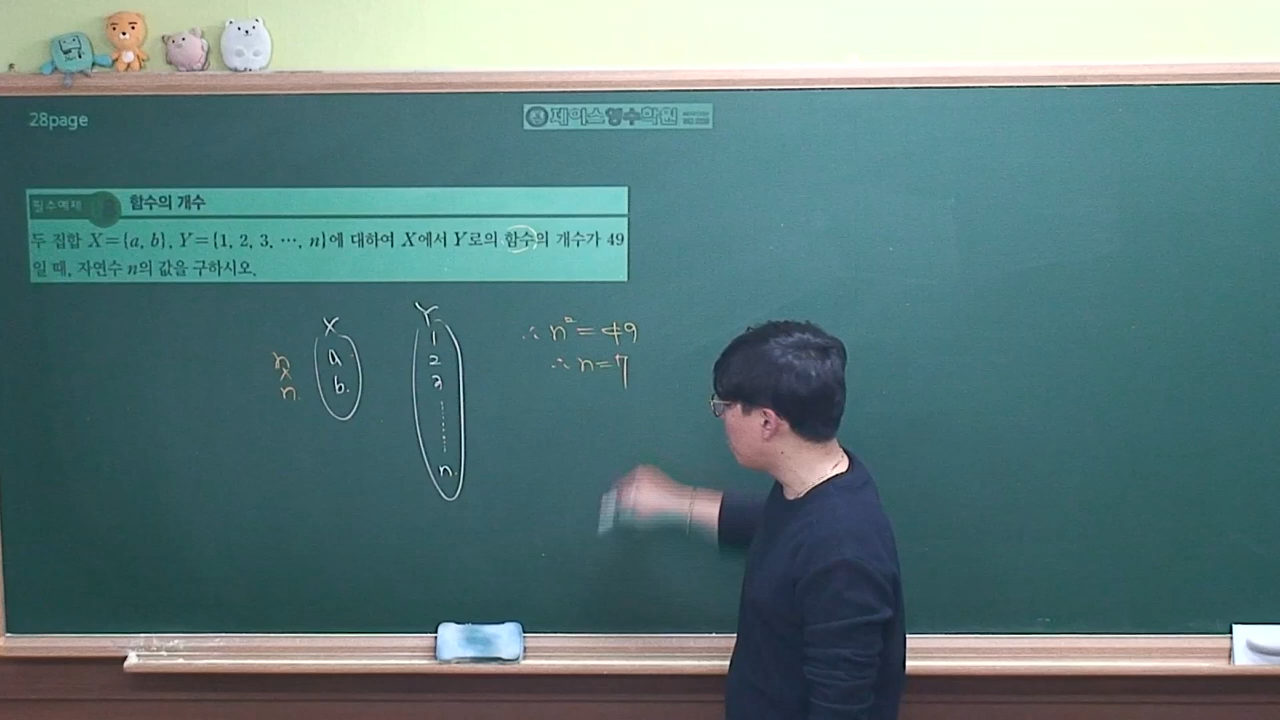 28page
제이스영수학원
필수예제
함수의 개수
두 집합 X={a, b}, Y={1, 2, 3, ⋯, n}에 대하여 X에서 Y로의 함수의 개수가 49
일 때, 자연수 n의 값을 구하시오.
X
Y
n
×
n
a
b
1
2
3
n
∴ n²=49
∴ n=7